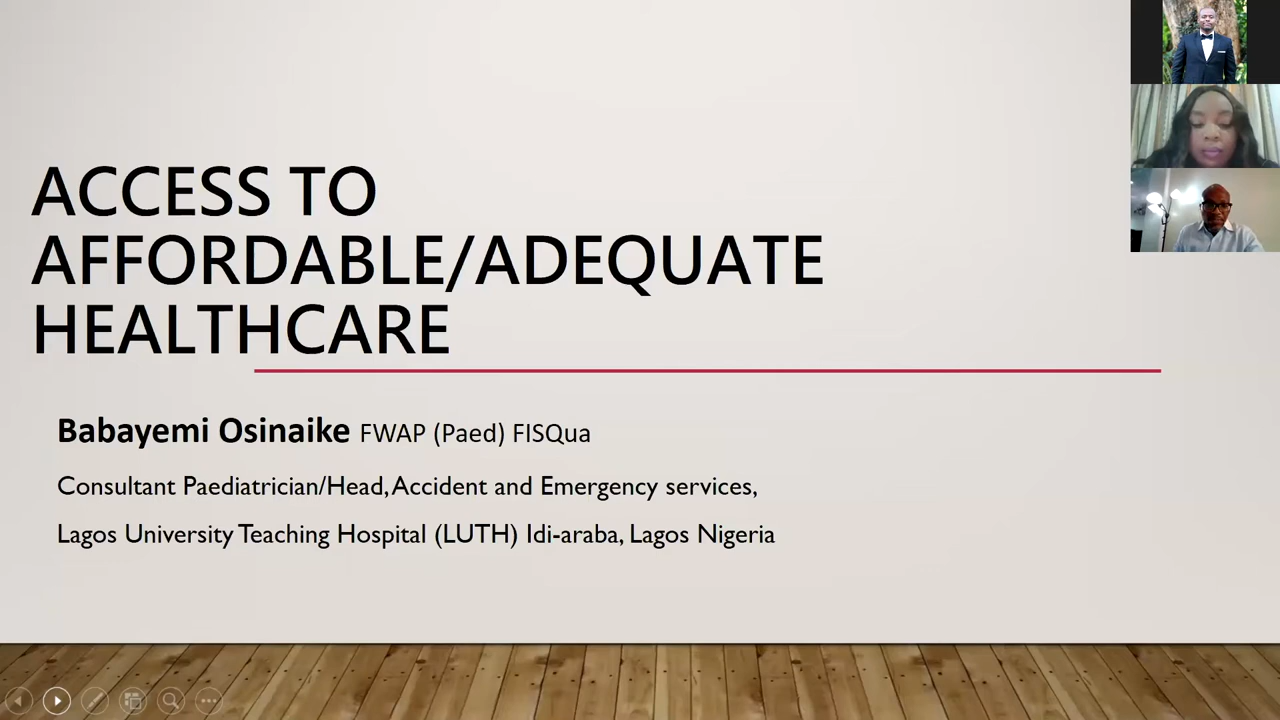 ACCESS TO
AFFORDABLE/ADEQUATE
HEALTHCARE
Babayemi Osinaike FWAP (Paed) FISQua
Consultant Paediatrician/Head, Accident and Emergency services,
Lagos University Teaching Hospital (LUTH) Idi-araba, Lagos Nigeria